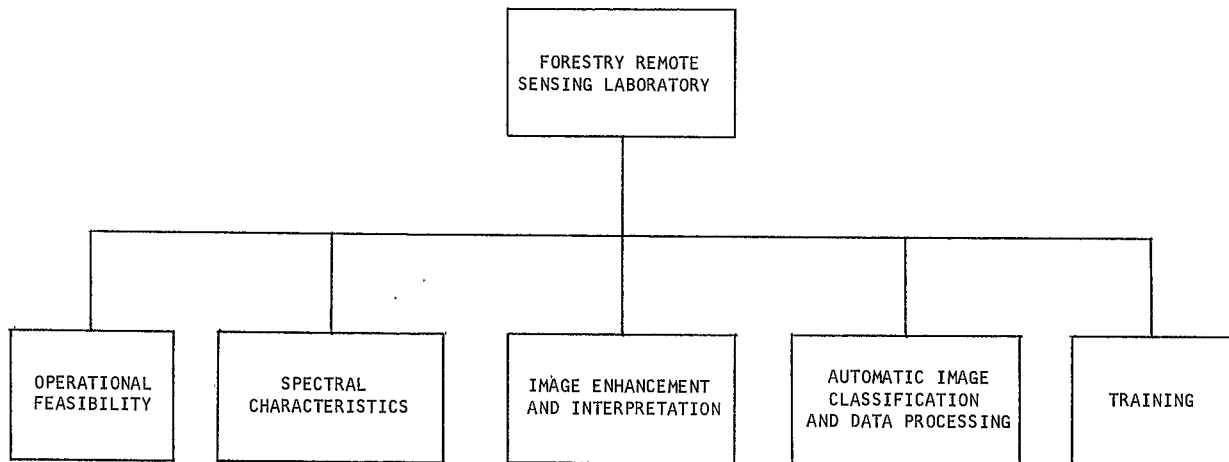 FORESTRY REMOTE
SENSING LABORATORY
OPERATIONAL
FEASIBILITY
SPECTRAL
CHARACTERISTICS
IMAGE ENHANCEMENT
AND INTERPRETATION
AUTOMATIC IMAGE
CLASSIFICATION
AND DATA PROCESSING
TRAINING